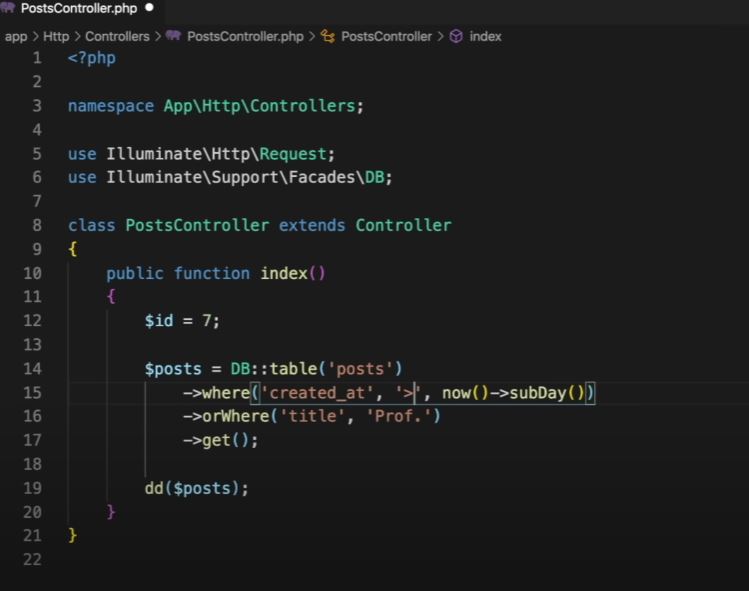 PostsController.php ●
app > Http > Controllers > PostsController.php > PostsController > index
1 <?php
2
3 namespace App\Http\Controllers;
4
5 use Illuminate\Http\Request;
6 use Illuminate\Support\Facades\DB;
7
8 class PostsController extends Controller
9 {
10 public function index()
11 {
12 $id = 7;
13
14 $posts = DB::table('posts')
15 ->where('created_at', '>', now()->subDay())
16 ->orWhere('title', 'Prof.')
17 ->get();
18
19 dd($posts);
20 }
21 }
22